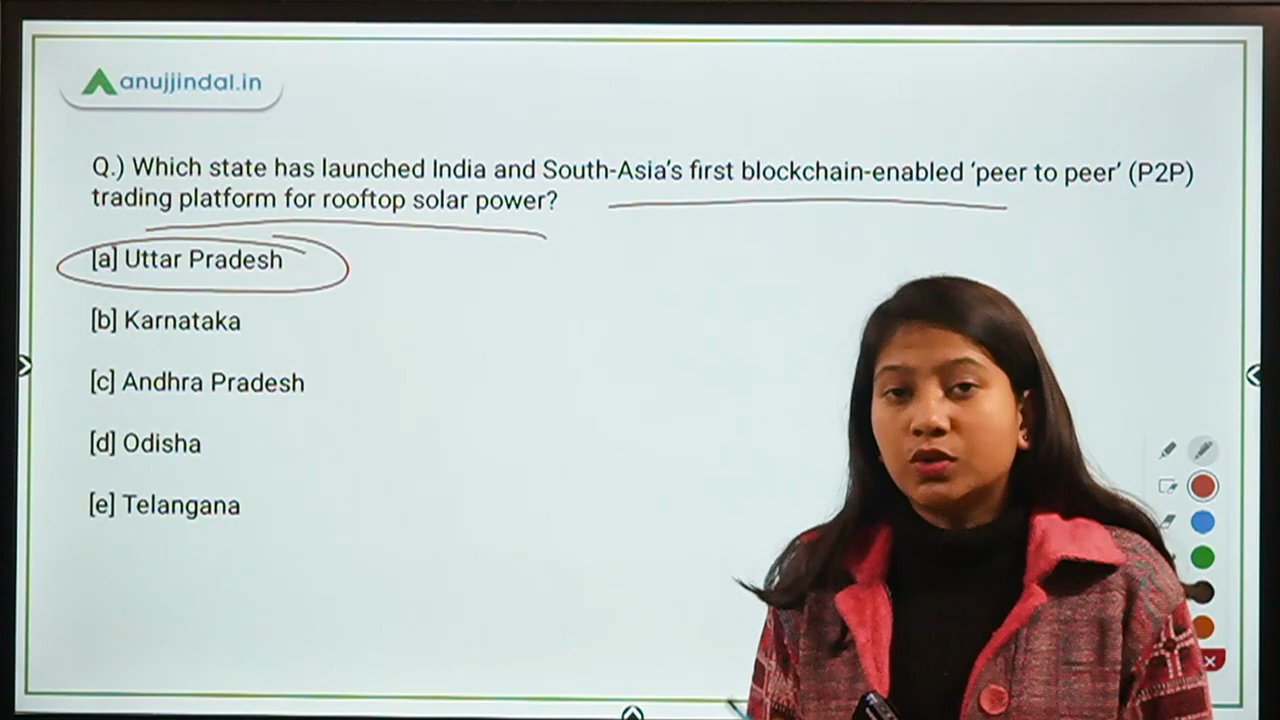 anujjindal.in
Q.) Which state has launched India and South-Asia's first blockchain-enabled ‘peer to peer’ (P2P)
trading platform for rooftop solar power?
[a] Uttar Pradesh
[b] Karnataka
[c] Andhra Pradesh
[d] Odisha
[e] Telangana